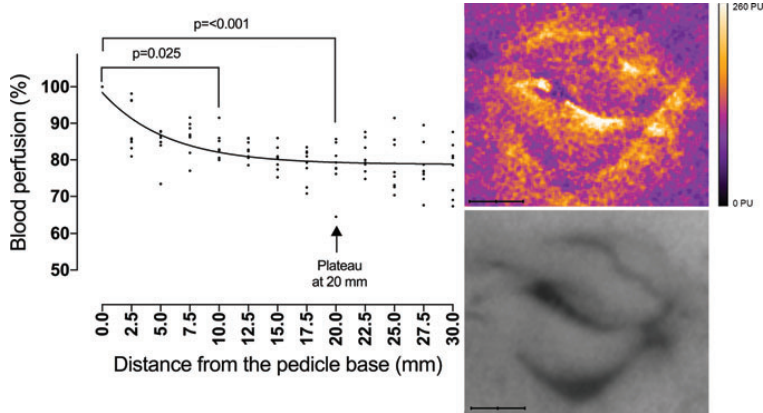 p=<0.001
p=0.025
260 PU
100
90
80
70
60
50
Blood perfusion (%)
Plateau
at 20 mm
0 PU
0.0 2.5 5.0 7.5 10.0 12.5 15.0 17.5 20.0 22.5 25.0 27.5 30.0
Distance from the pedicle base (mm)